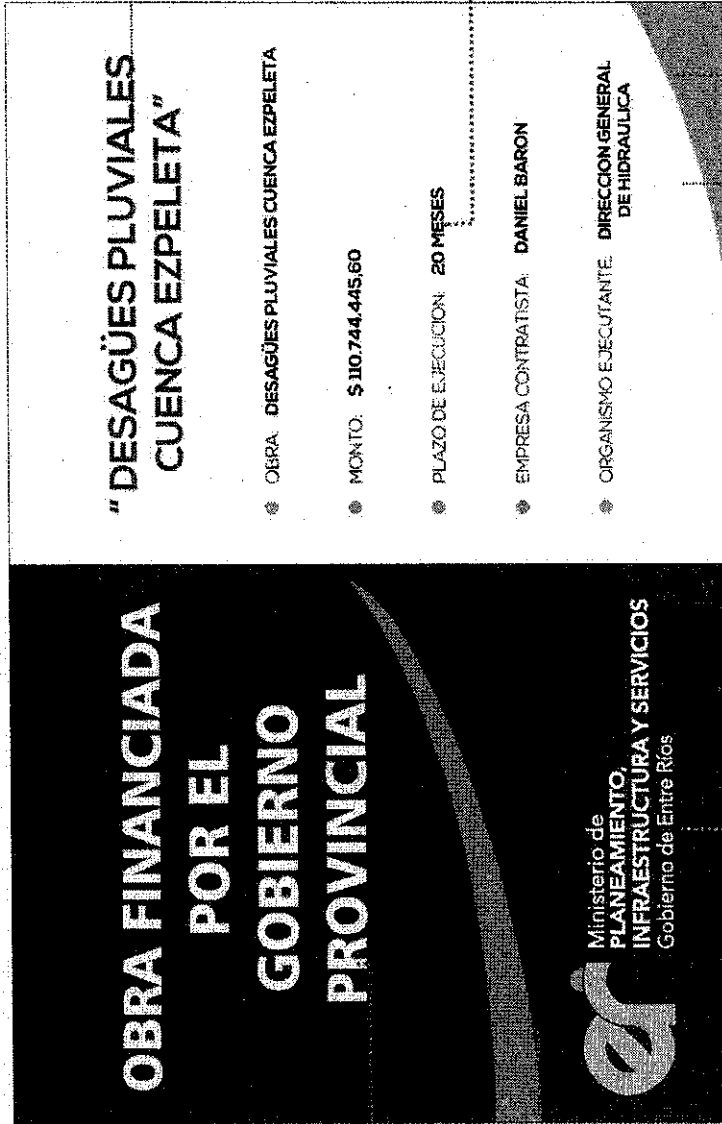 OBRA FINANCIADA
POR EL
GOBIERNO
PROVINCIAL
er
Ministerio de
PLANEAMIENTO,
INFRAESTRUCTURA Y SERVICIOS
Gobierno de Entre Ríos
"DESAGÜES PLUVIALES
CUENCA EZPELETA"
OBRA: DESAGÜES PLUVIALES CUENCA EZPELETA
MONTO: $ 110.744.445,60
PLAZO DE EJECUCION: 20 MESES
EMPRESA CONTRATISTA: DANIEL BARON
ORGANISMO EJECUTANTE: DIRECCION GENERAL
DE HIDRAULICA